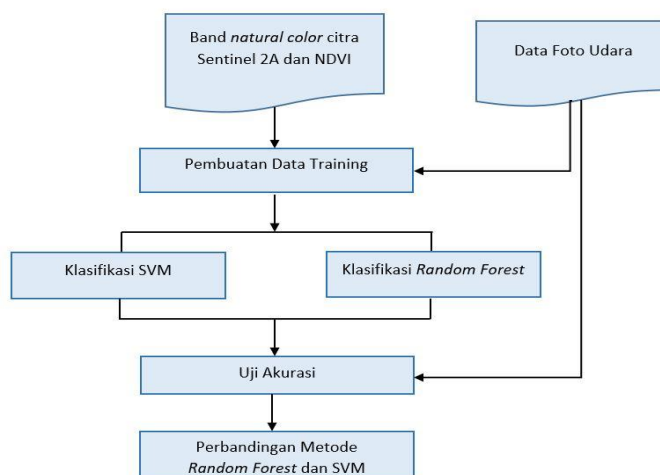 Band natural color citra
Sentinel 2A dan NDVI
Data Foto Udara
Pembuatan Data Training
Klasifikasi SVM
Klasifikasi Random Forest
Uji Akurasi
Perbandingan Metode
Random Forest dan SVM